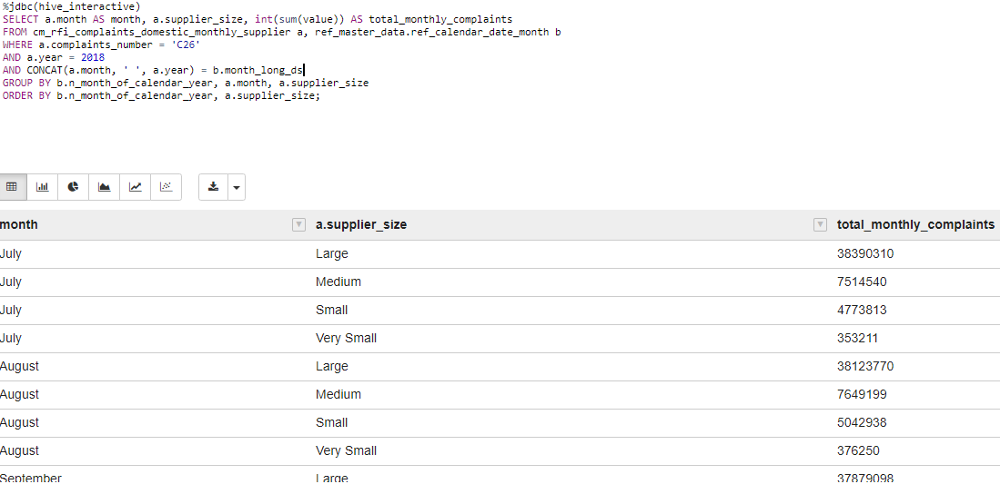 %jdbc(hive_interactive)
SELECT a.month AS month, a.supplier_size, int(sum(value)) AS total_monthly_complaints
FROM cm_rfi_complaints_domestic_monthly_supplier a, ref_master_data.ref_calendar_date_month b
WHERE a.complaints_number = 'C26'
AND a.year = 2018
AND CONCAT(a.month, ' ', a.year) = b.month_long_ds
GROUP BY b.n_month_of_calendar_year, a.month, a.supplier_size
ORDER BY b.n_month_of_calendar_year, a.supplier_size;
month a.supplier_size total_monthly_complaints
July Large 38390310
July Medium 7514540
July Small 4773813
July Very Small 353211
August Large 38123770
August Medium 7649199
August Small 5042938
August Very Small 376250
September Large 37879098